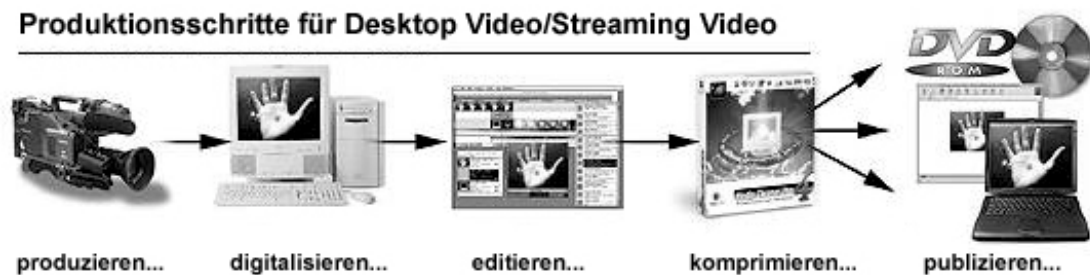 Produktionsschritte für Desktop Video/Streaming Video
DVD
ROM
produzieren... digitalisieren... editieren... komprimieren... publizieren...